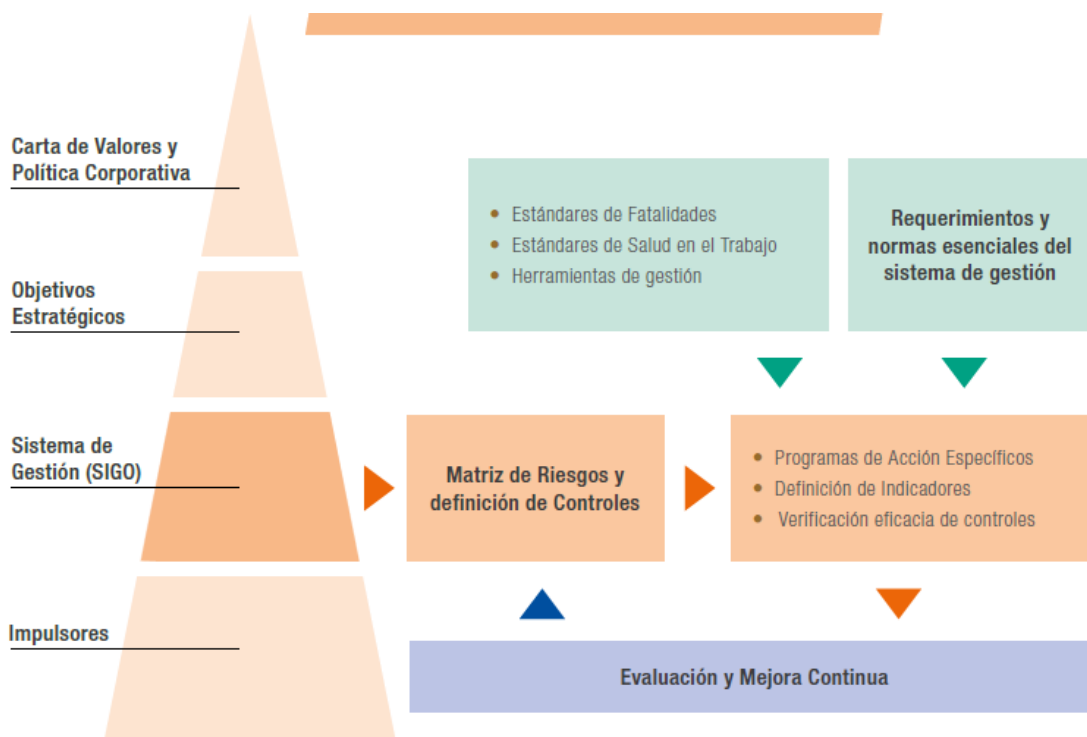 Carta de Valores y
Política Corporativa
Objetivos
Estratégicos
Sistema de
Gestión (SIGO)
Impulsores
• Estándares de Fatalidades
• Estándares de Salud en el Trabajo
• Herramientas de gestión
Requerimientos y
normas esenciales del
sistema de gestión
Matriz de Riesgos y
definición de Controles
• Programas de Acción Específicos
• Definición de Indicadores
• Verificación eficacia de controles
Evaluación y Mejora Continua